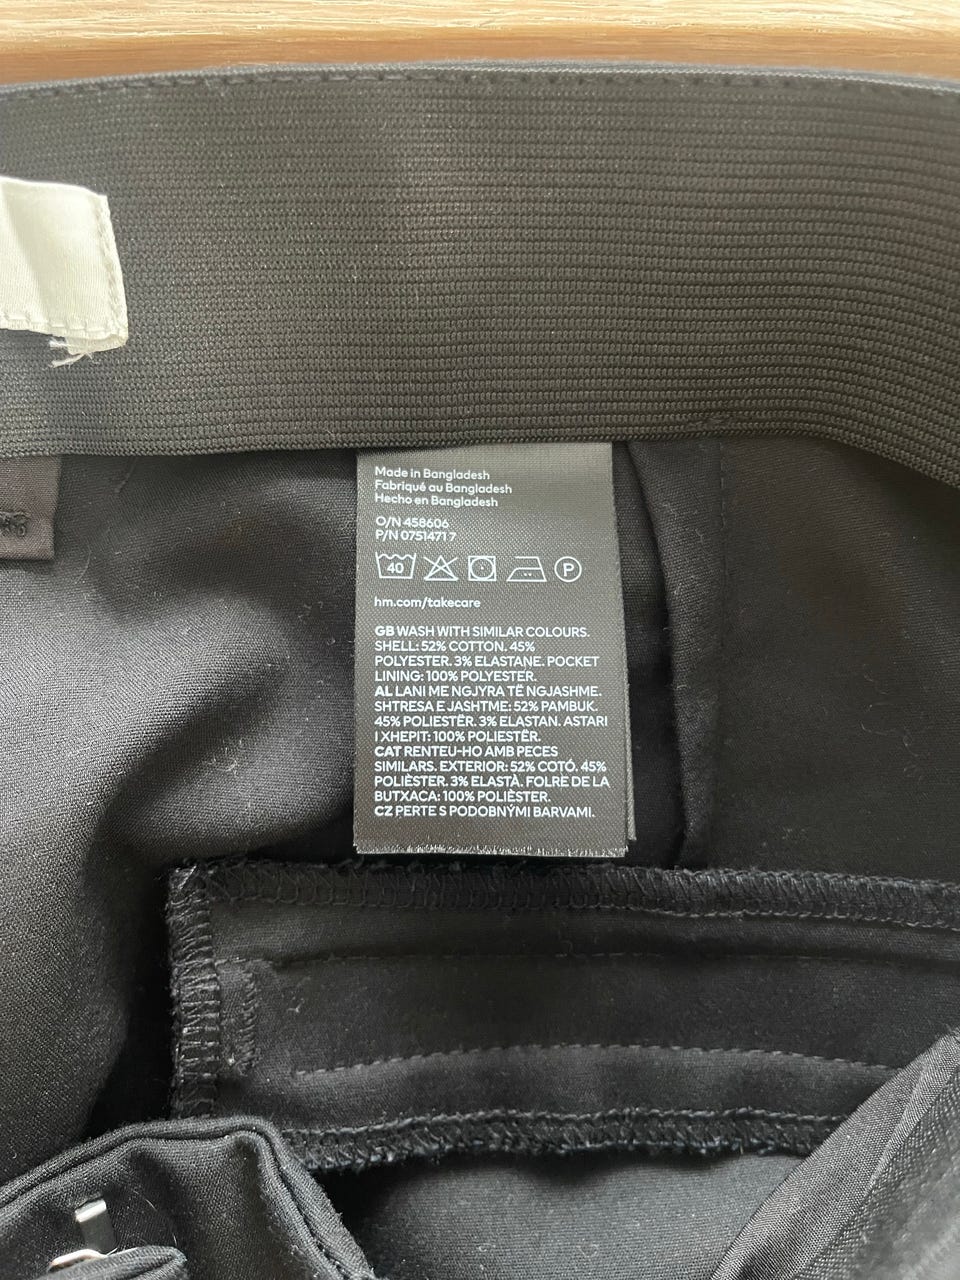 Made in Bangladesh
Fabriqué au Bangladesh
Hecho en Bangladesh
O/N 458606
P/N 0751471 7
40
P
hm.com/takecare
GB WASH WITH SIMILAR COLOURS.
SHELL: 52% COTTON. 45%
POLYESTER. 3% ELASTANE. POCKET
LINING: 100% POLYESTER.
AL LANI ME NGJYRA TË NGJASHME.
SHTRESA E JASHTME: 52% PAMBUK.
45% POLIESTËR. 3% ELASTAN. ASTARI
I XHEPIT: 100% POLIESTËR.
CAT RENTEU-HO AMB PECES
SIMILARS. EXTERIOR: 52% COTÓ. 45%
POLIÈSTER. 3% ELASTÀ. FOLRE DE LA
BUTXACA: 100% POLIÈSTER.
CZ PERTE S PODOBNÝMI BARVAMI.